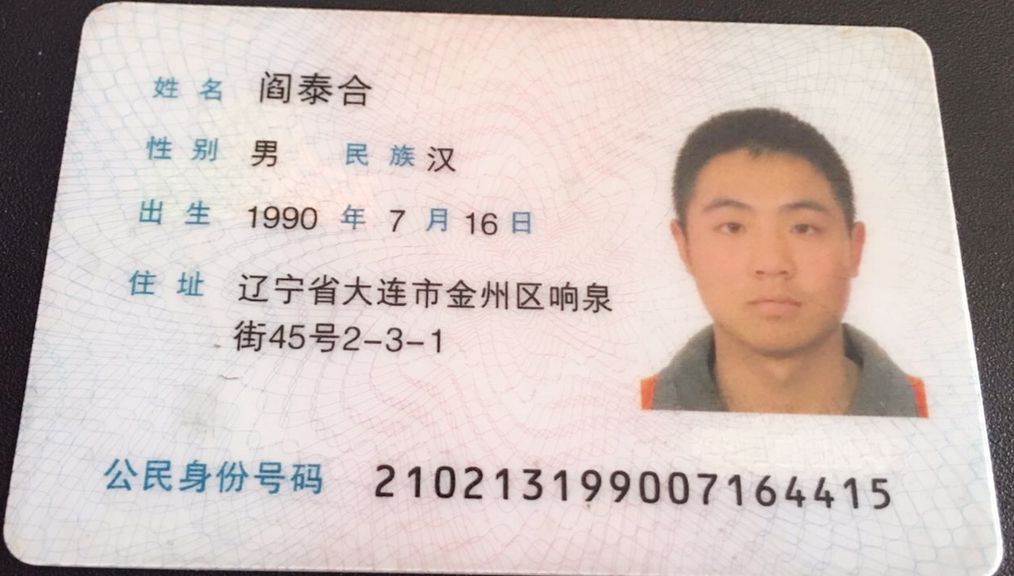 姓名 阎泰合
性别 男 民族 汉
出生 1990 年 7 月 16 日
住址 辽宁省大连市金州区响泉
街45号2-3-1
公民身份号码 210213199007164415